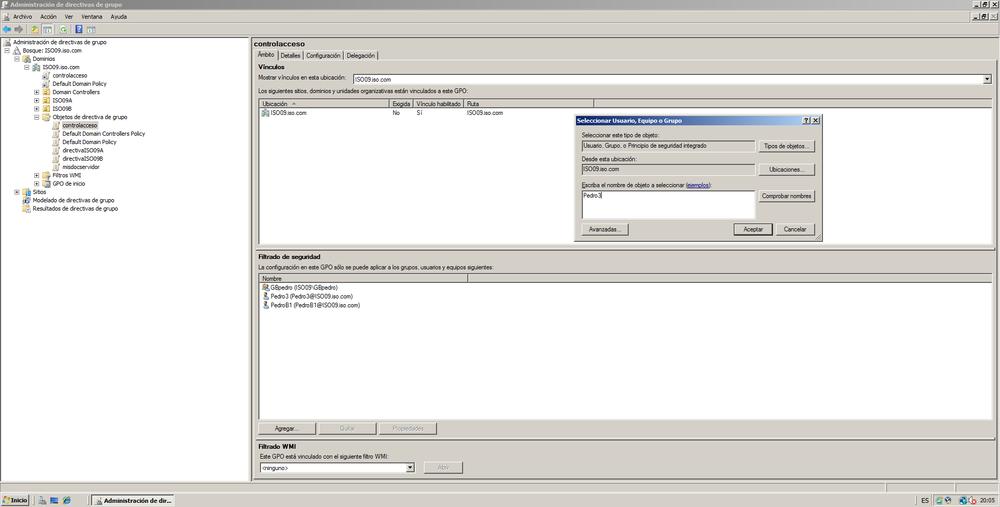 Administración de directivas de grupo
Archivo Acción Ver Ventana Ayuda
Administración de directivas de grupo
Bosque: ISO09.iso.com
Dominios
ISO09.iso.com
controlacceso
Default Domain Policy
Domain Controllers
ISO09A
ISO09B
Objetos de directiva de grupo
controlacceso
Default Domain Controllers Policy
Default Domain Policy
directivaISO09A
directivaISO09B
misdocservidor
Filtros WMI
GPO de inicio
Sitios
Modelado de directivas de grupo
Resultados de directivas de grupo
controlacceso
Ámbito Detalles Configuración Delegación
Vínculos
Mostrar vínculos en esta ubicación: ISO09.iso.com
Los siguientes sitios, dominios y unidades organizativas están vinculados a este GPO:
Ubicación Exigida Vínculo habilitado Ruta
ISO09.iso.com No Sí ISO09.iso.com
Seleccionar Usuario, Equipo o Grupo
Seleccionar este tipo de objeto:
Usuario, Grupo, o Principio de seguridad integrado Tipos de objetos...
Desde esta ubicación:
ISO09.iso.com Ubicaciones...
Escriba el nombre de objeto a seleccionar (ejemplos):
Pedro3 Comprobar nombres
Avanzadas... Aceptar Cancelar
Filtrado de seguridad
La configuración en este GPO sólo se puede aplicar a los grupos, usuarios y equipos siguientes:
Nombre
GBpedro (ISO09\GBpedro)
Pedro3 (Pedro3@ISO09.iso.com)
PedroB1 (PedroB1@ISO09.iso.com)
Agregar... Quitar Propiedades
Filtrado WMI
Este GPO está vinculado con el siguiente filtro WMI:
<ninguno> Abrir
Inicio Administración de dir... ES 20:05